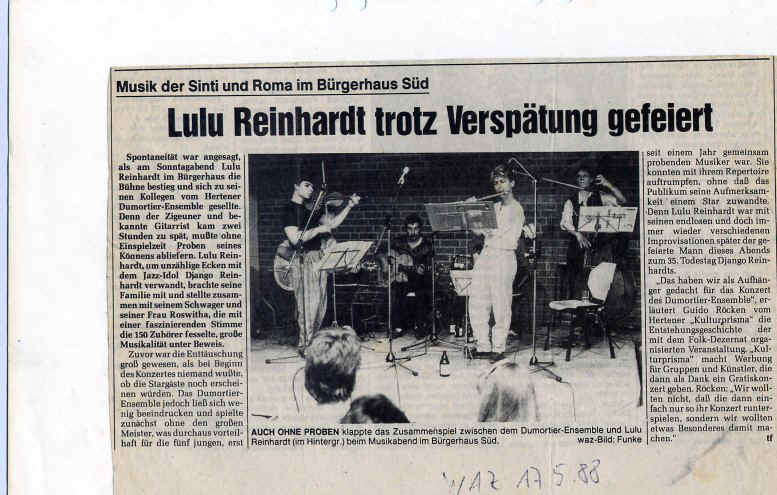 Musik der Sinti und Roma im Bürgerhaus Süd
Lulu Reinhardt trotz Verspätung gefeiert
Spontaneität war angesagt,
als am Sonntagabend Lulu
Reinhardt im Bürgerhaus die
Bühne bestieg und sich zu sei-
nen Kollegen vom Hertener
Dumortier-Ensemble gesellte.
Denn der Zigeuner und be-
kannte Gitarrist kam zwei
Stunden zu spät, mußte ohne
Einspielzeit Proben seines
Könnens abliefern. Lulu Rein-
hardt, um unzählige Ecken mit
dem Jazz-Idol Django Rein-
hardt verwandt, brachte seine
Familie mit und stellte zusam-
men mit seinem Schwager und
seiner Frau Roswitha, die mit
einer faszinierenden Stimme
die 150 Zuhörer fesselte, große
Musikalität unter Beweis.
Zuvor war die Enttäuschung
groß gewesen, als bei Beginn
des Konzertes niemand wußte,
ob die Stargäste noch erschei-
nen würden. Das Dumortier-
Ensemble jedoch ließ sich we-
nig beeindrucken und spielte
zunächst ohne den großen
Meister, was durchaus vorteil-
haft für die fünf jungen, erst
AUCH OHNE PROBEN klappte das Zusammenspiel zwischen dem Dumortier-Ensemble und Lulu
Reinhardt (im Hintergr.) beim Musikabend im Bürgerhaus Süd. waz-Bild: Funke
seit einem Jahr gemeinsam
probenden Musiker war. Sie
konnten mit ihrem Repertoire
auftrumpfen, ohne daß das
Publikum seine Aufmerksam-
keit einem Star zuwandte.
Denn Lulu Reinhardt war mit
seinen endlosen und doch im-
mer wieder verschiedenen
Improvisationen später der ge-
feierte Mann dieses Abends
zum 35. Todestag Django Rein-
hardts.
„Das haben wir als Aufhän-
ger gedacht für das Konzert
des Dumortier-Ensemble“, er-
läutert Guido Röcken vom
Hertener „Kulturprisma“ die
Entstehungsgeschichte der
mit dem Folk-Dezernat orga-
nisierten Veranstaltung. „Kul-
turprisma“ macht Werbung
für Gruppen und Künstler, die
dann als Dank ein Gratiskon-
zert geben. Röcken: „Wir woll-
ten nicht, daß die dann ein-
fach nur so ihr Konzert runter-
spielen, sondern wir wollten
etwas Besonderes damit ma-
chen.“ tf
WAZ 17.5.88